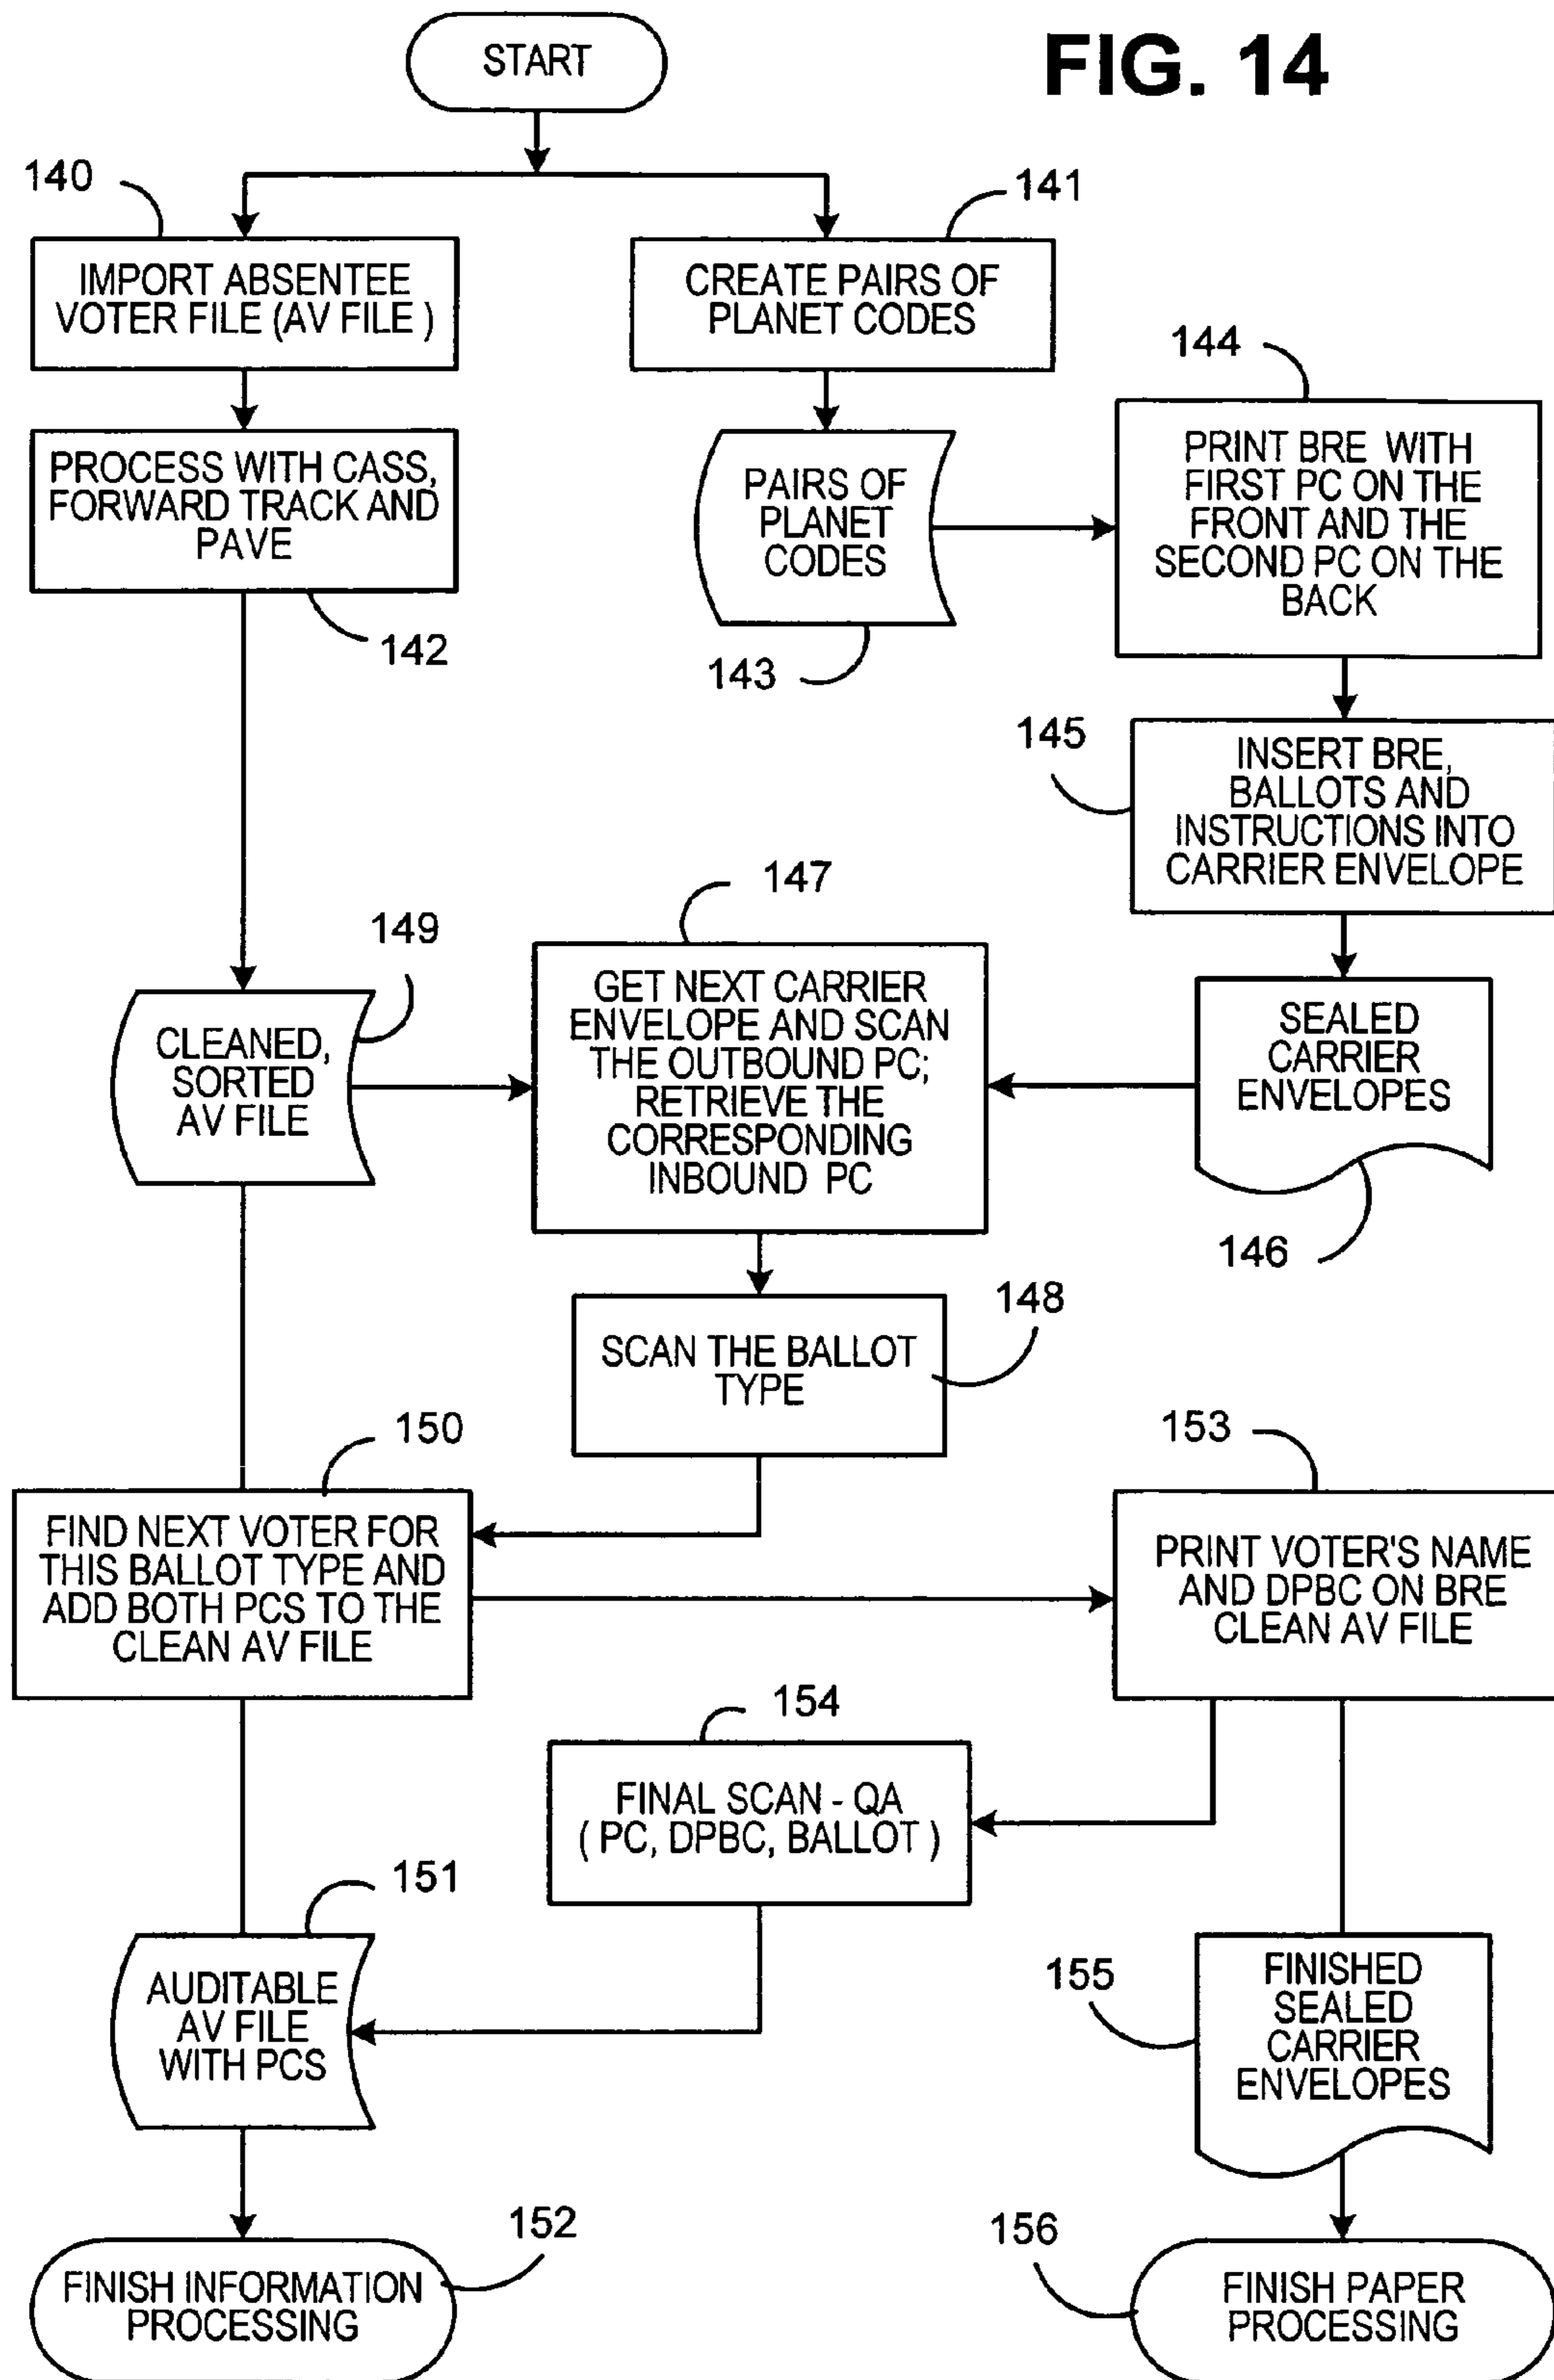 START
FIG. 14
140
141
IMPORT ABSENTEE
VOTER FILE (AV FILE )
CREATE PAIRS OF
PLANET CODES
144
PROCESS WITH CASS,
FORWARD TRACK AND
PAVE
142
PAIRS OF
PLANET
CODES
143
PRINT BRE WITH
FIRST PC ON THE
FRONT AND THE
SECOND PC ON THE
BACK
145
INSERT BRE,
BALLOTS AND
INSTRUCTIONS INTO
CARRIER ENVELOPE
147
149
CLEANED,
SORTED
AV FILE
GET NEXT CARRIER
ENVELOPE AND SCAN
THE OUTBOUND PC;
RETRIEVE THE
CORRESPONDING
INBOUND PC
SEALED
CARRIER
ENVELOPES
146
148
SCAN THE BALLOT
TYPE
150
153
FIND NEXT VOTER FOR
THIS BALLOT TYPE AND
ADD BOTH PCS TO THE
CLEAN AV FILE
PRINT VOTER'S NAME
AND DPBC ON BRE
CLEAN AV FILE
154
FINAL SCAN - QA
( PC, DPBC, BALLOT )
151
AUDITABLE
AV FILE
WITH PCS
155
FINISHED
SEALED
CARRIER
ENVELOPES
152
156
FINISH INFORMATION
PROCESSING
FINISH PAPER
PROCESSING